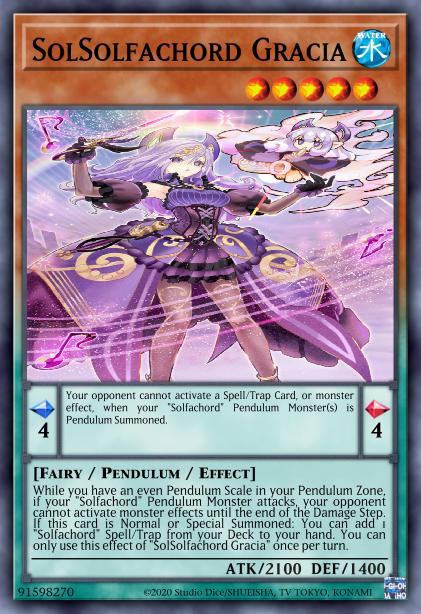 SolSolfachord Gracia
WATER
水
Your opponent cannot activate a Spell/Trap Card, or monster
effect, when your "Solfachord" Pendulum Monster(s) is
Pendulum Summoned.
4
4
[Fairy / Pendulum / Effect]
While you have an even Pendulum Scale in your Pendulum Zone,
if your "Solfachord" Pendulum Monster attacks, your opponent
cannot activate monster effects until the end of the Damage Step.
If this card is Normal or Special Summoned: You can add 1
"Solfachord" Spell/Trap from your Deck to your hand. You can
only use this effect of "SolSolfachord Gracia" once per turn.
ATK/2100 DEF/1400
91598270
©2020 Studio Dice/SHUEISHA, TV TOKYO, KONAMI